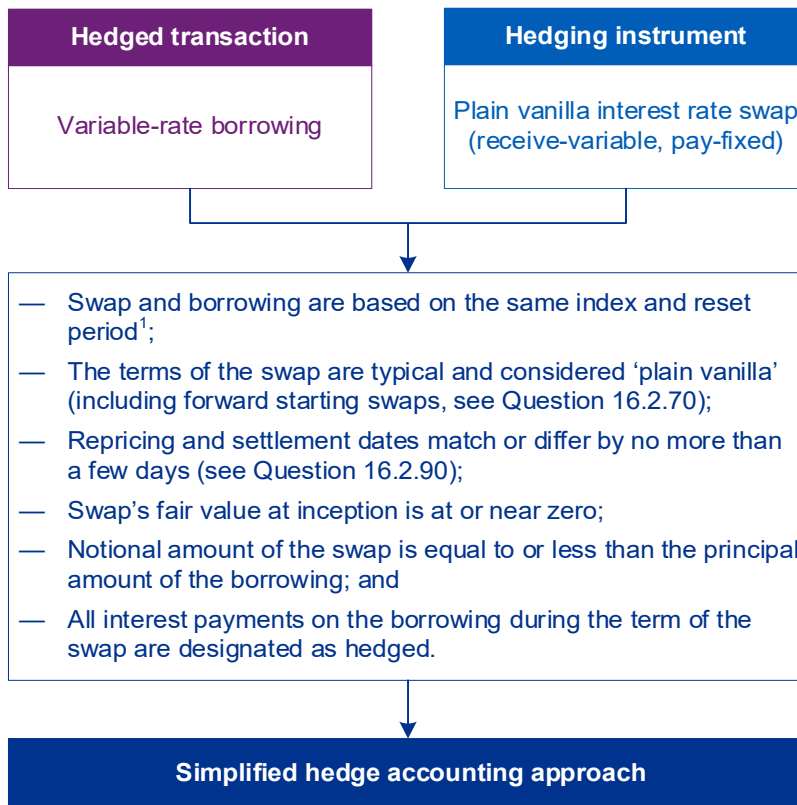 Hedged transaction
Hedging instrument
Variable-rate borrowing
Plain vanilla interest rate swap
(receive-variable, pay-fixed)
— Swap and borrowing are based on the same index and reset
period¹;
— The terms of the swap are typical and considered ‘plain vanilla’
(including forward starting swaps, see Question 16.2.70);
— Repricing and settlement dates match or differ by no more than
a few days (see Question 16.2.90);
— Swap’s fair value at inception is at or near zero;
— Notional amount of the swap is equal to or less than the principal
amount of the borrowing; and
— All interest payments on the borrowing during the term of the
swap are designated as hedged.
Simplified hedge accounting approach